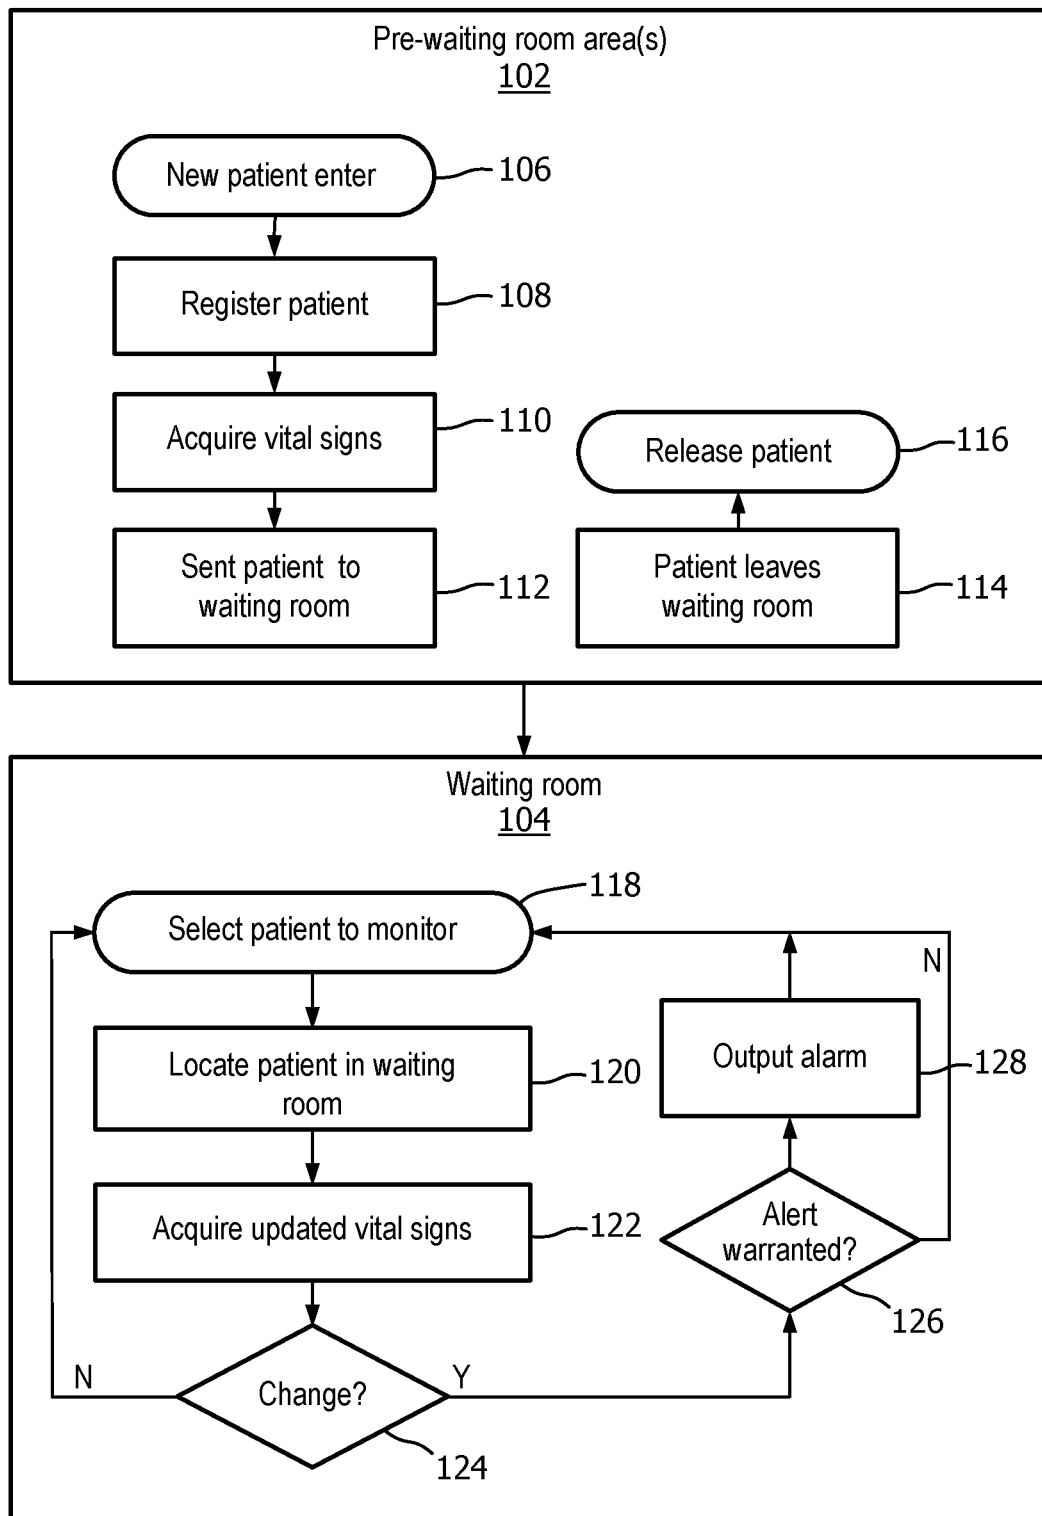 Pre-waiting room area(s)
102
New patient enter
106
Register patient
108
Acquire vital signs
110
Sent patient to
waiting room
112
Release patient
116
Patient leaves
waiting room
114
Waiting room
104
Select patient to monitor
118
Locate patient in waiting
room
120
Acquire updated vital signs
122
Change?
124
N
Y
Alert
warranted?
126
N
Output alarm
128